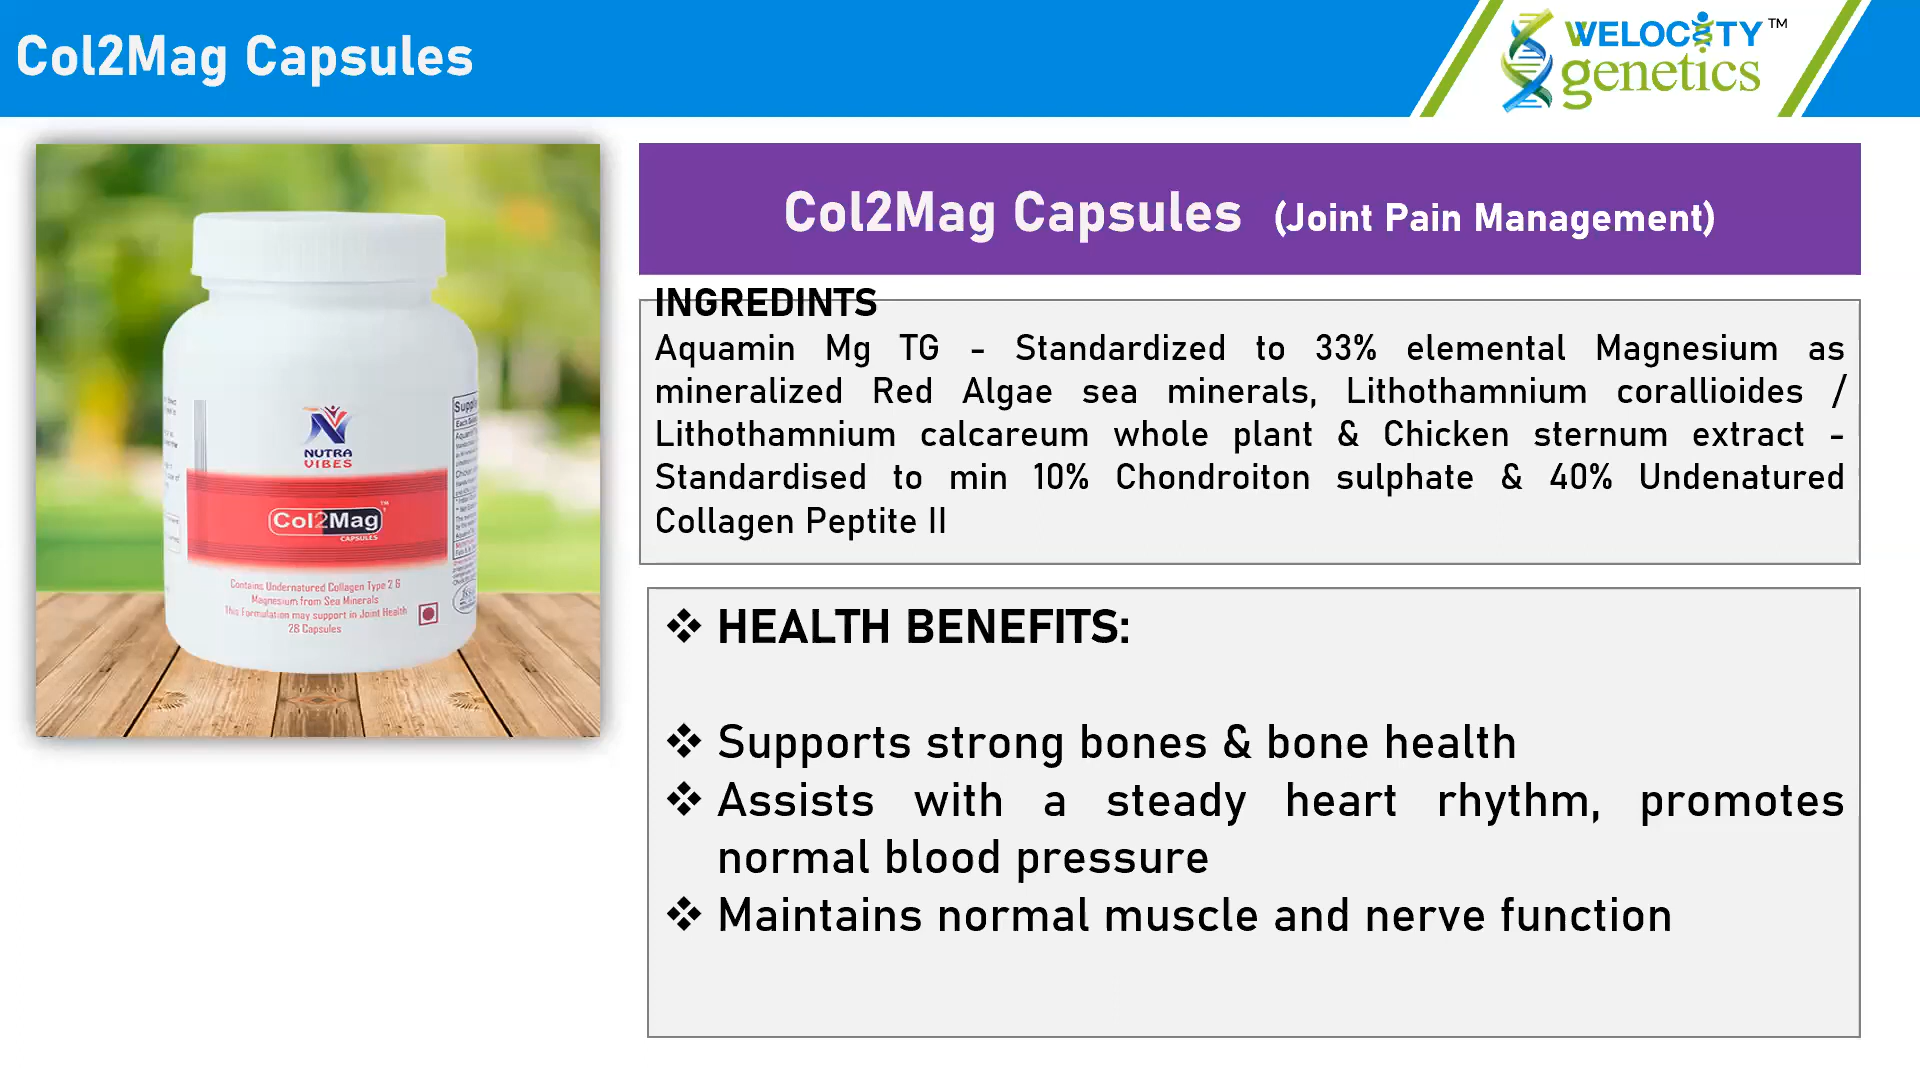 Col2Mag Capsules
WELOCITY™
genetics
Col2Mag Capsules (Joint Pain Management)
INGREDINTS
Aquamin Mg TG - Standardized to 33% elemental Magnesium as
mineralized Red Algae sea minerals, Lithothamnium corallioides /
Lithothamnium calcareum whole plant & Chicken sternum extract -
Standardised to min 10% Chondroiton sulphate & 40% Undenatured
Collagen Peptite II
❖ HEALTH BENEFITS:
❖ Supports strong bones & bone health
❖ Assists with a steady heart rhythm, promotes
normal blood pressure
❖ Maintains normal muscle and nerve function
NUTRA
VIBES
Col2Mag™
CAPSULES
Contains Undernatured Collagen Type 2 &
Magnesium from Sea Minerals
This Formulation may support in Joint Health
28 Capsules